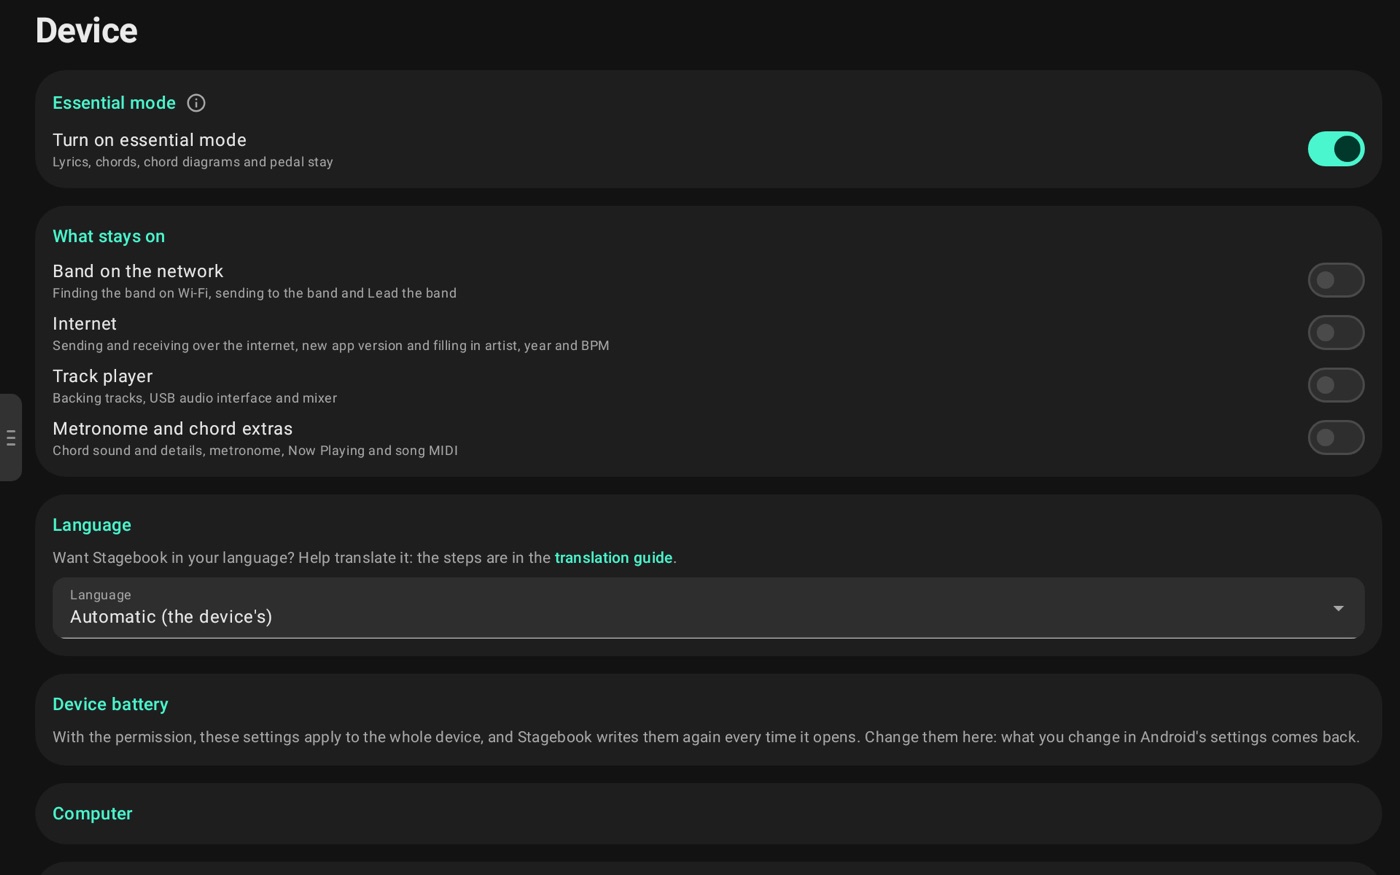 Device
Essential mode
Turn on essential mode
Lyrics, chords, chord diagrams and pedal stay
What stays on
Band on the network
Finding the band on Wi-Fi, sending to the band and Lead the band
Internet
Sending and receiving over the internet, new app version and filling in artist, year and BPM
Track player
Backing tracks, USB audio interface and mixer
Metronome and chord extras
Chord sound and details, metronome, Now Playing and song MIDI
Language
Want Stagebook in your language? Help translate it: the steps are in the translation guide.
Language
Automatic (the device's)
Device battery
With the permission, these settings apply to the whole device, and Stagebook writes them again every time it opens. Change them here: what you change in Android's settings comes back.
Computer